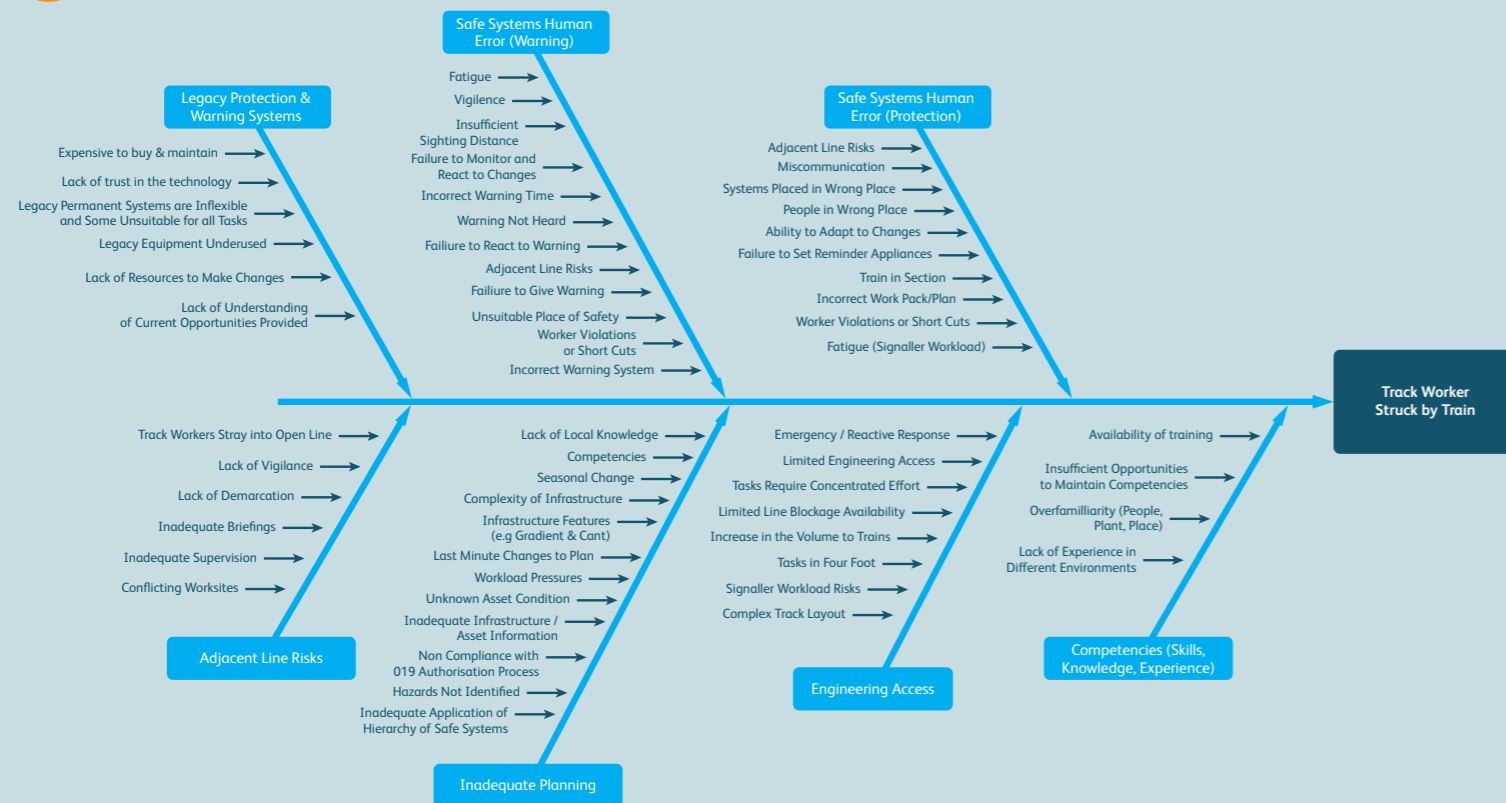 Safe Systems Human
Error (Warning)
Fatigue
Vigilence
Insufficient
Sighting Distance
Failure to Monitor and
React to Changes
Incorrect Warning Time
Warning Not Heard
Failiure to React to Warning
Adjacent Line Risks
Failiure to Give Warning
Unsuitable Place of Safety
Worker Violations
or Short Cuts
Incorrect Warning System
Legacy Protection &
Warning Systems
Expensive to buy & maintain
Lack of trust in the technology
Legacy Permanent Systems are Inflexible
and Some Unsuitable for all Tasks
Legacy Equipment Underused
Lack of Resources to Make Changes
Lack of Understanding
of Current Opportunities Provided
Safe Systems Human
Error (Protection)
Adjacent Line Risks
Miscommunication
Systems Placed in Wrong Place
People in Wrong Place
Ability to Adapt to Changes
Failure to Set Reminder Appliances
Train in Section
Incorrect Work Pack/Plan
Worker Violations or Short Cuts
Fatigue (Signaller Workload)
Track Worker
Struck by Train
Track Workers Stray into Open Line
Lack of Vigilance
Lack of Demarcation
Inadequate Briefings
Inadequate Supervision
Conflicting Worksites
Adjacent Line Risks
Lack of Local Knowledge
Competencies
Seasonal Change
Complexity of Infrastructure
Infrastructure Features
(e.g Gradient & Cant)
Last Minute Changes to Plan
Workload Pressures
Unknown Asset Condition
Inadequate Infrastructure /
Asset Information
Non Compliance with
019 Authorisation Process
Hazards Not Identified
Inadequate Application of
Hierarchy of Safe Systems
Inadequate Planning
Emergency / Reactive Response
Limited Engineering Access
Tasks Require Concentrated Effort
Limited Line Blockage Availability
Increase in the Volume to Trains
Tasks in Four Foot
Signaller Workload Risks
Complex Track Layout
Engineering Access
Availability of training
Insufficient Opportunities
to Maintain Competencies
Overfamilliarity (People,
Plant, Place)
Lack of Experience in
Different Environments
Competencies (Skills,
Knowledge, Experience)